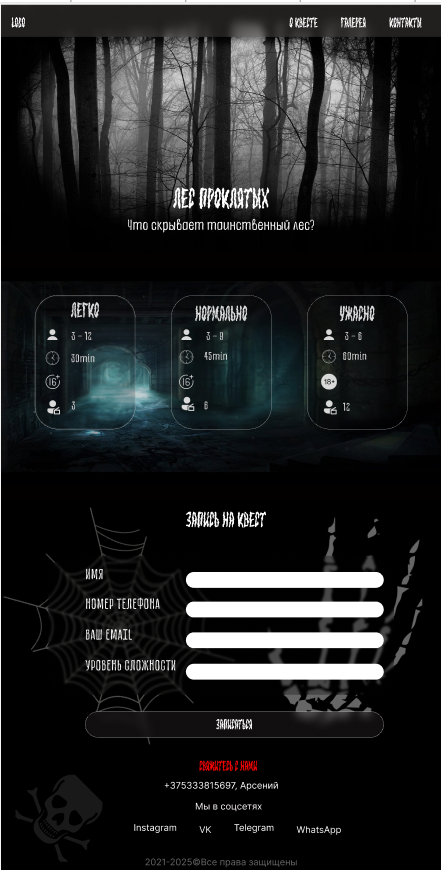 LOGO О КВЕСТЕ ГАЛЕРЕЯ КОНТАКТЫ
ЛЕС ПРОКЛЯТЫХ
Что скрывает таинственный лес?
ЛЕГКО НОРМАЛЬНО УЖАСНО
3 - 12 3 - 9 3 - 6
30min 45min 60min
16+ 16+ 18+
3 6 12
ЗАПИСЬ НА КВЕСТ
ИМЯ
НОМЕР ТЕЛЕФОНА
ВАШ EMAIL
УРОВЕНЬ СЛОЖНОСТИ
ЗАПИСАТЬСЯ
СВЯЖИТЕСЬ С НАМИ
+375333815697, Арсений
Мы в соцсетях
Instagram VK Telegram WhatsApp
2021-2025©Все права защищены